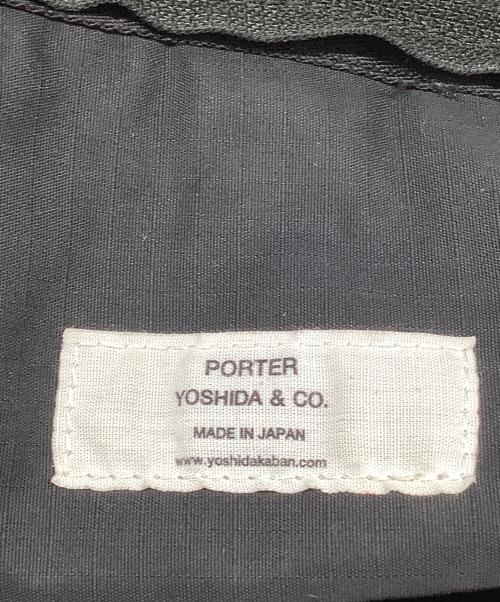 PORTER
YOSHIDA & CO.
MADE IN JAPAN
www.yoshidakaban.com